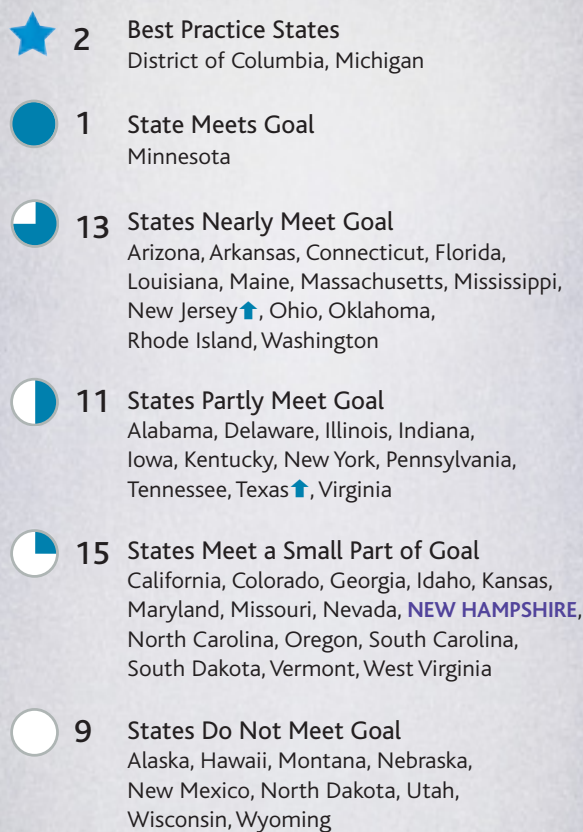 2 Best Practice States
District of Columbia, Michigan
1 State Meets Goal
Minnesota
13 States Nearly Meet Goal
Arizona, Arkansas, Connecticut, Florida,
Louisiana, Maine, Massachusetts, Mississippi,
New Jersey⬆, Ohio, Oklahoma,
Rhode Island, Washington
11 States Partly Meet Goal
Alabama, Delaware, Illinois, Indiana,
Iowa, Kentucky, New York, Pennsylvania,
Tennessee, Texas⬆, Virginia
15 States Meet a Small Part of Goal
California, Colorado, Georgia, Idaho, Kansas,
Maryland, Missouri, Nevada, NEW HAMPSHIRE,
North Carolina, Oregon, South Carolina,
South Dakota, Vermont, West Virginia
9 States Do Not Meet Goal
Alaska, Hawaii, Montana, Nebraska,
New Mexico, North Dakota, Utah,
Wisconsin, Wyoming